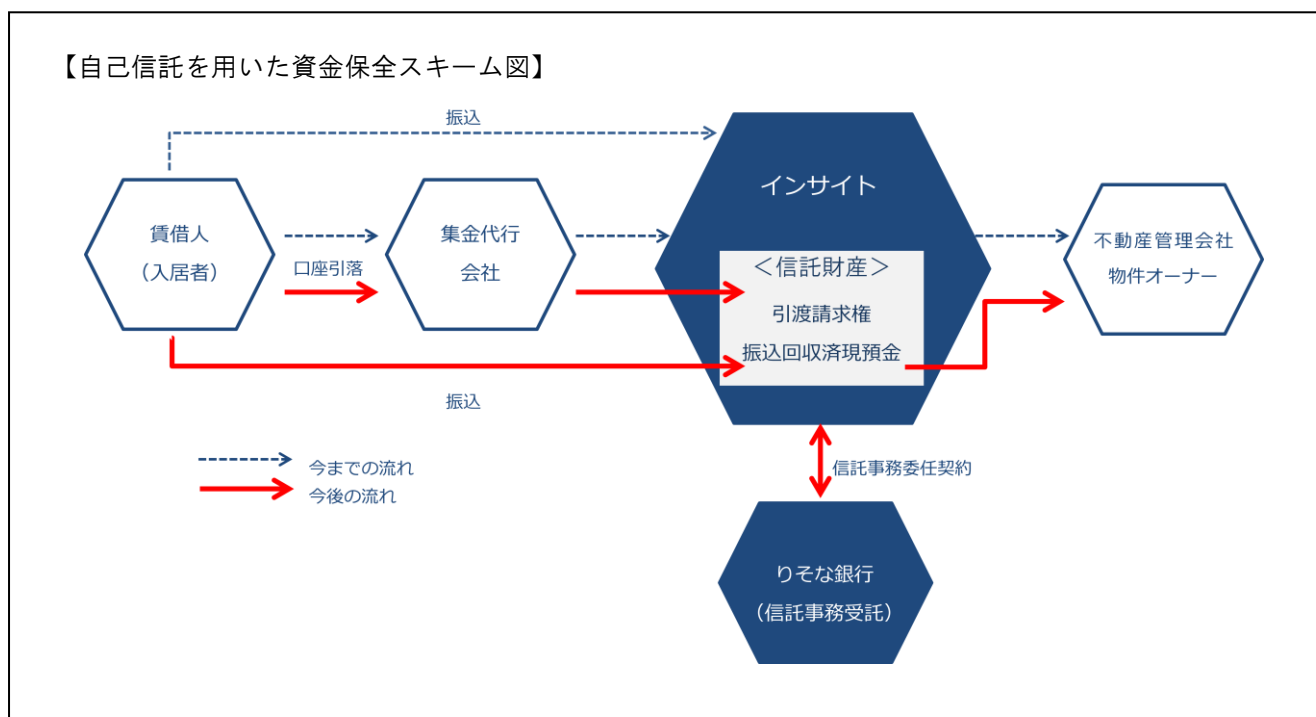 【自己信託を用いた資金保全スキーム図】
振込
インサイト
賃借人
（入居者）
口座引落
集金代行
会社
＜信託財産＞
引渡請求権
振込回収済現預金
不動産管理会社
物件オーナー
振込
今までの流れ
今後の流れ
信託事務委任契約
りそな銀行
（信託事務受託）